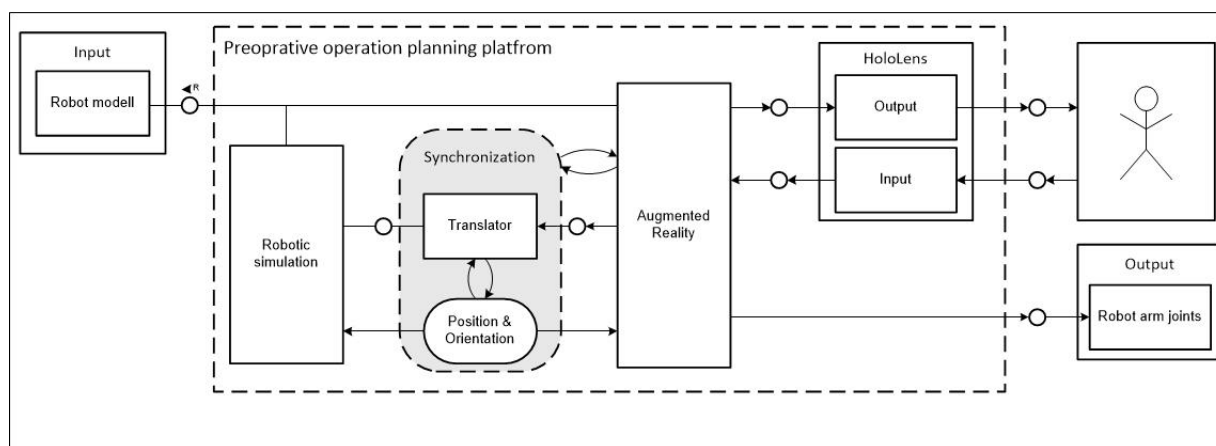 Input
Robot modell
R
Preoprative operation planning platfrom
Robotic
simulation
Synchronization
Translator
Position &
Orientation
Augmented
Reality
HoloLens
Output
Input
Output
Robot arm joints